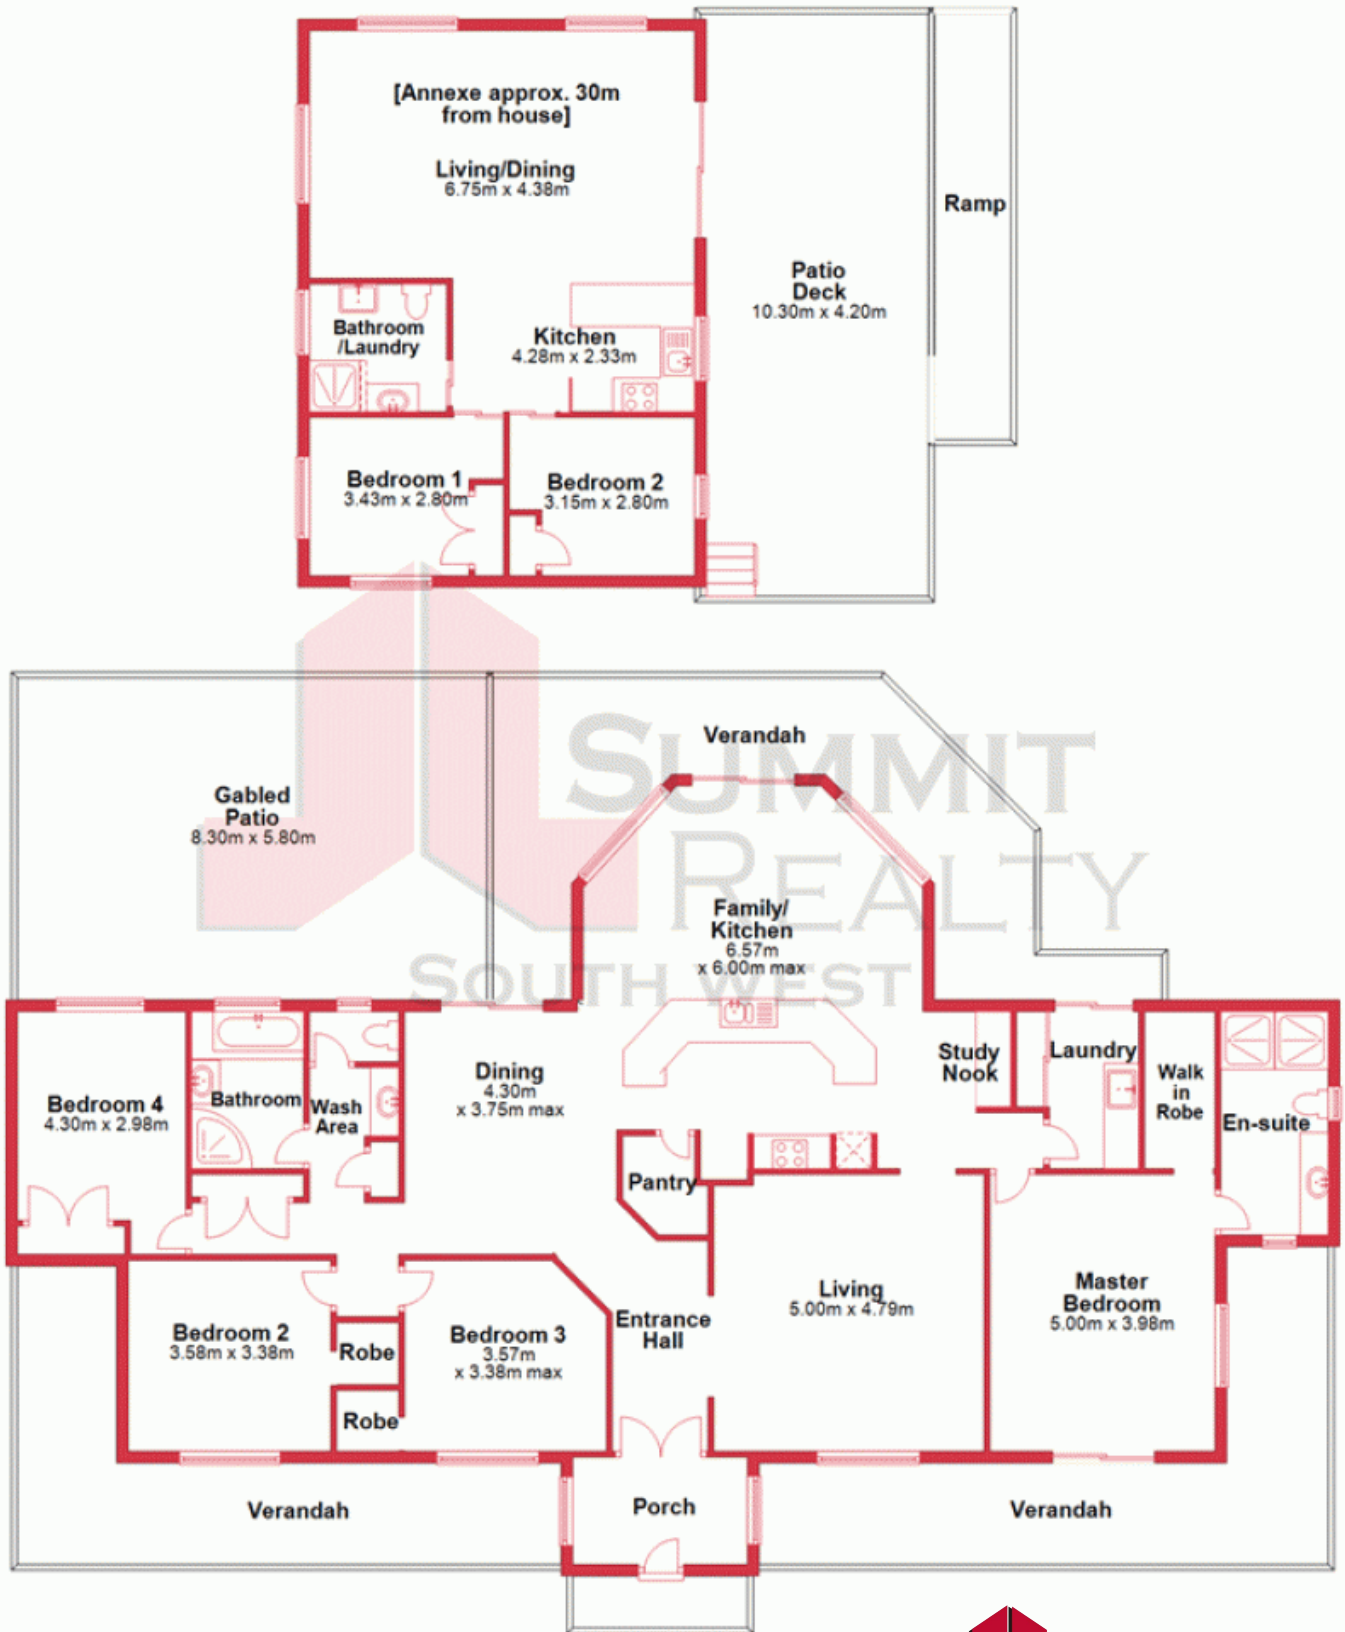 [Annexe approx. 30m
from house]
Living/Dining
6.75m x 4.38m
Ramp
Patio
Deck
10.30m x 4.20m
Bathroom
/Laundry
Kitchen
4.28m x 2.33m
Bedroom 1
3.43m x 2.80m
Bedroom 2
3.15m x 2.80m
Verandah
SUMMIT
REALTY
SOUTH WEST
Gabled
Patio
8.30m x 5.80m
Family/
Kitchen
6.57m
x 6.00m max
Bedroom 4
4.30m x 2.98m
Bathroom
Wash
Area
Dining
4.30m
x 3.75m max
Study
Nook
Laundry
Walk
in
Robe
En-suite
Pantry
Bedroom 2
3.58m x 3.38m
Robe
Robe
Bedroom 3
3.57m
x 3.38m max
Entrance
Hall
Living
5.00m x 4.79m
Master
Bedroom
5.00m x 3.98m
Verandah
Porch
Verandah